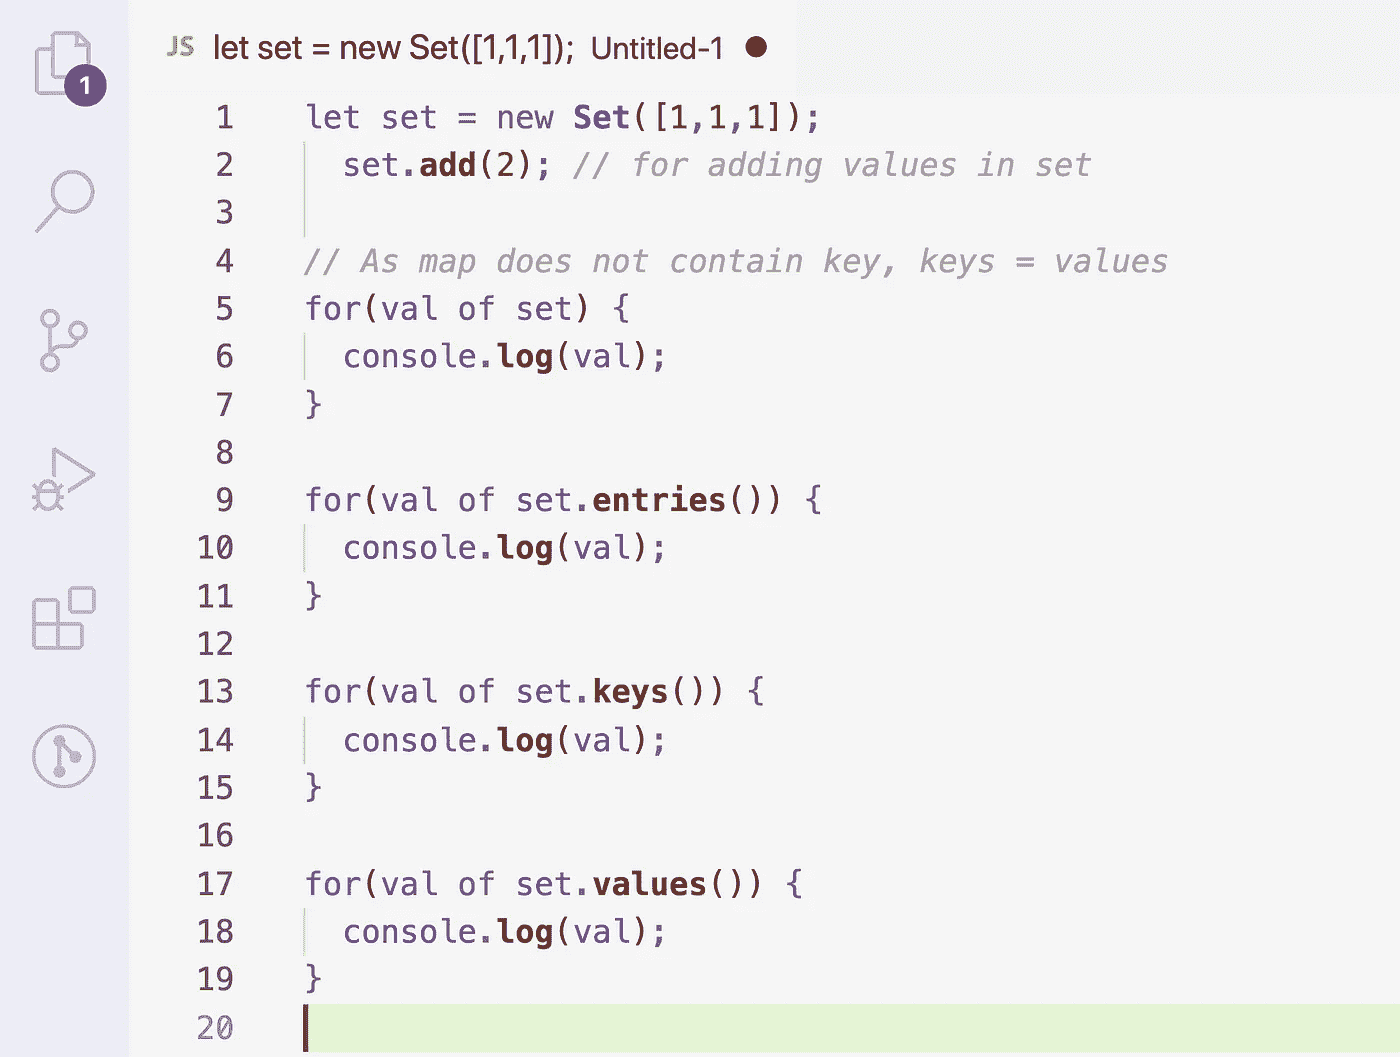 JS let set = new Set([1,1,1]); Untitled-1
1
1 let set = new Set([1,1,1]);
2 set.add(2); // for adding values in set
3
4 // As map does not contain key, keys = values
5 for(val of set) {
6 console.log(val);
7 }
8
9 for(val of set.entries()) {
10 console.log(val);
11 }
12
13 for(val of set.keys()) {
14 console.log(val);
15 }
16
17 for(val of set.values()) {
18 console.log(val);
19 }
20